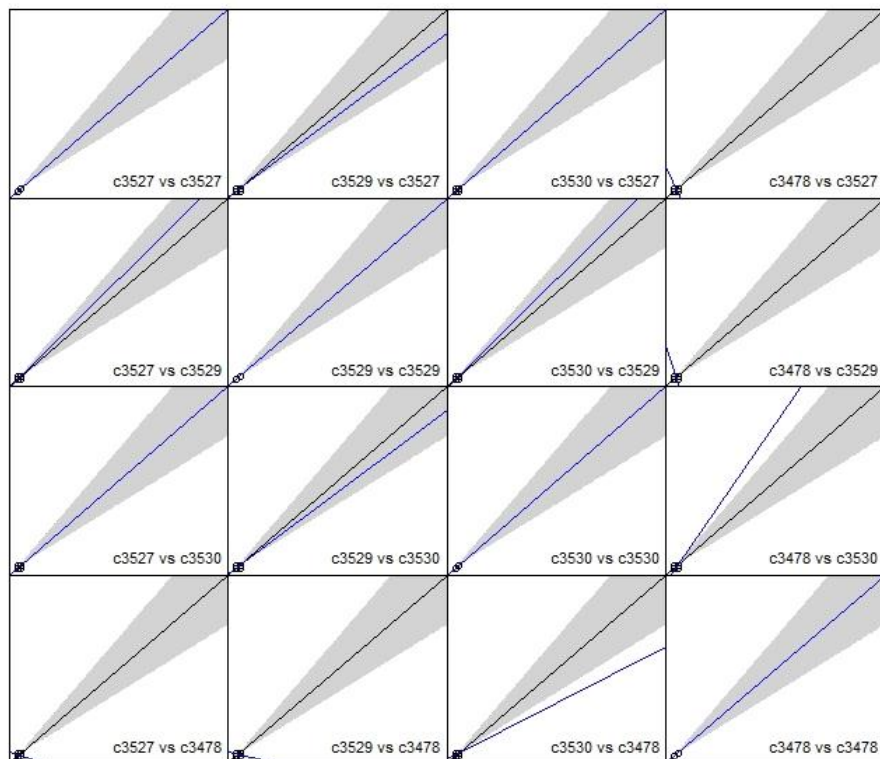 c3527 vs c3527
c3529 vs c3527
c3530 vs c3527
c3478 vs c3527
c3527 vs c3529
c3529 vs c3529
c3530 vs c3529
c3478 vs c3529
c3527 vs c3530
c3529 vs c3530
c3530 vs c3530
c3478 vs c3530
c3527 vs c3478
c3529 vs c3478
c3530 vs c3478
c3478 vs c3478